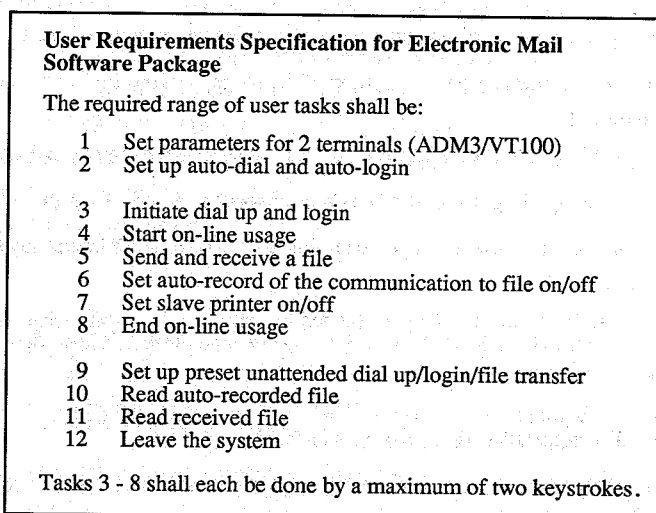 User Requirements Specification for Electronic Mail
Software Package
The required range of user tasks shall be:
1 Set parameters for 2 terminals (ADM3/VT100)
2 Set up auto-dial and auto-login
3 Initiate dial up and login
4 Start on-line usage
5 Send and receive a file
6 Set auto-record of the communication to file on/off
7 Set slave printer on/off
8 End on-line usage
9 Set up preset unattended dial up/login/file transfer
10 Read auto-recorded file
11 Read received file
12 Leave the system
Tasks 3 - 8 shall each be done by a maximum of two keystrokes.